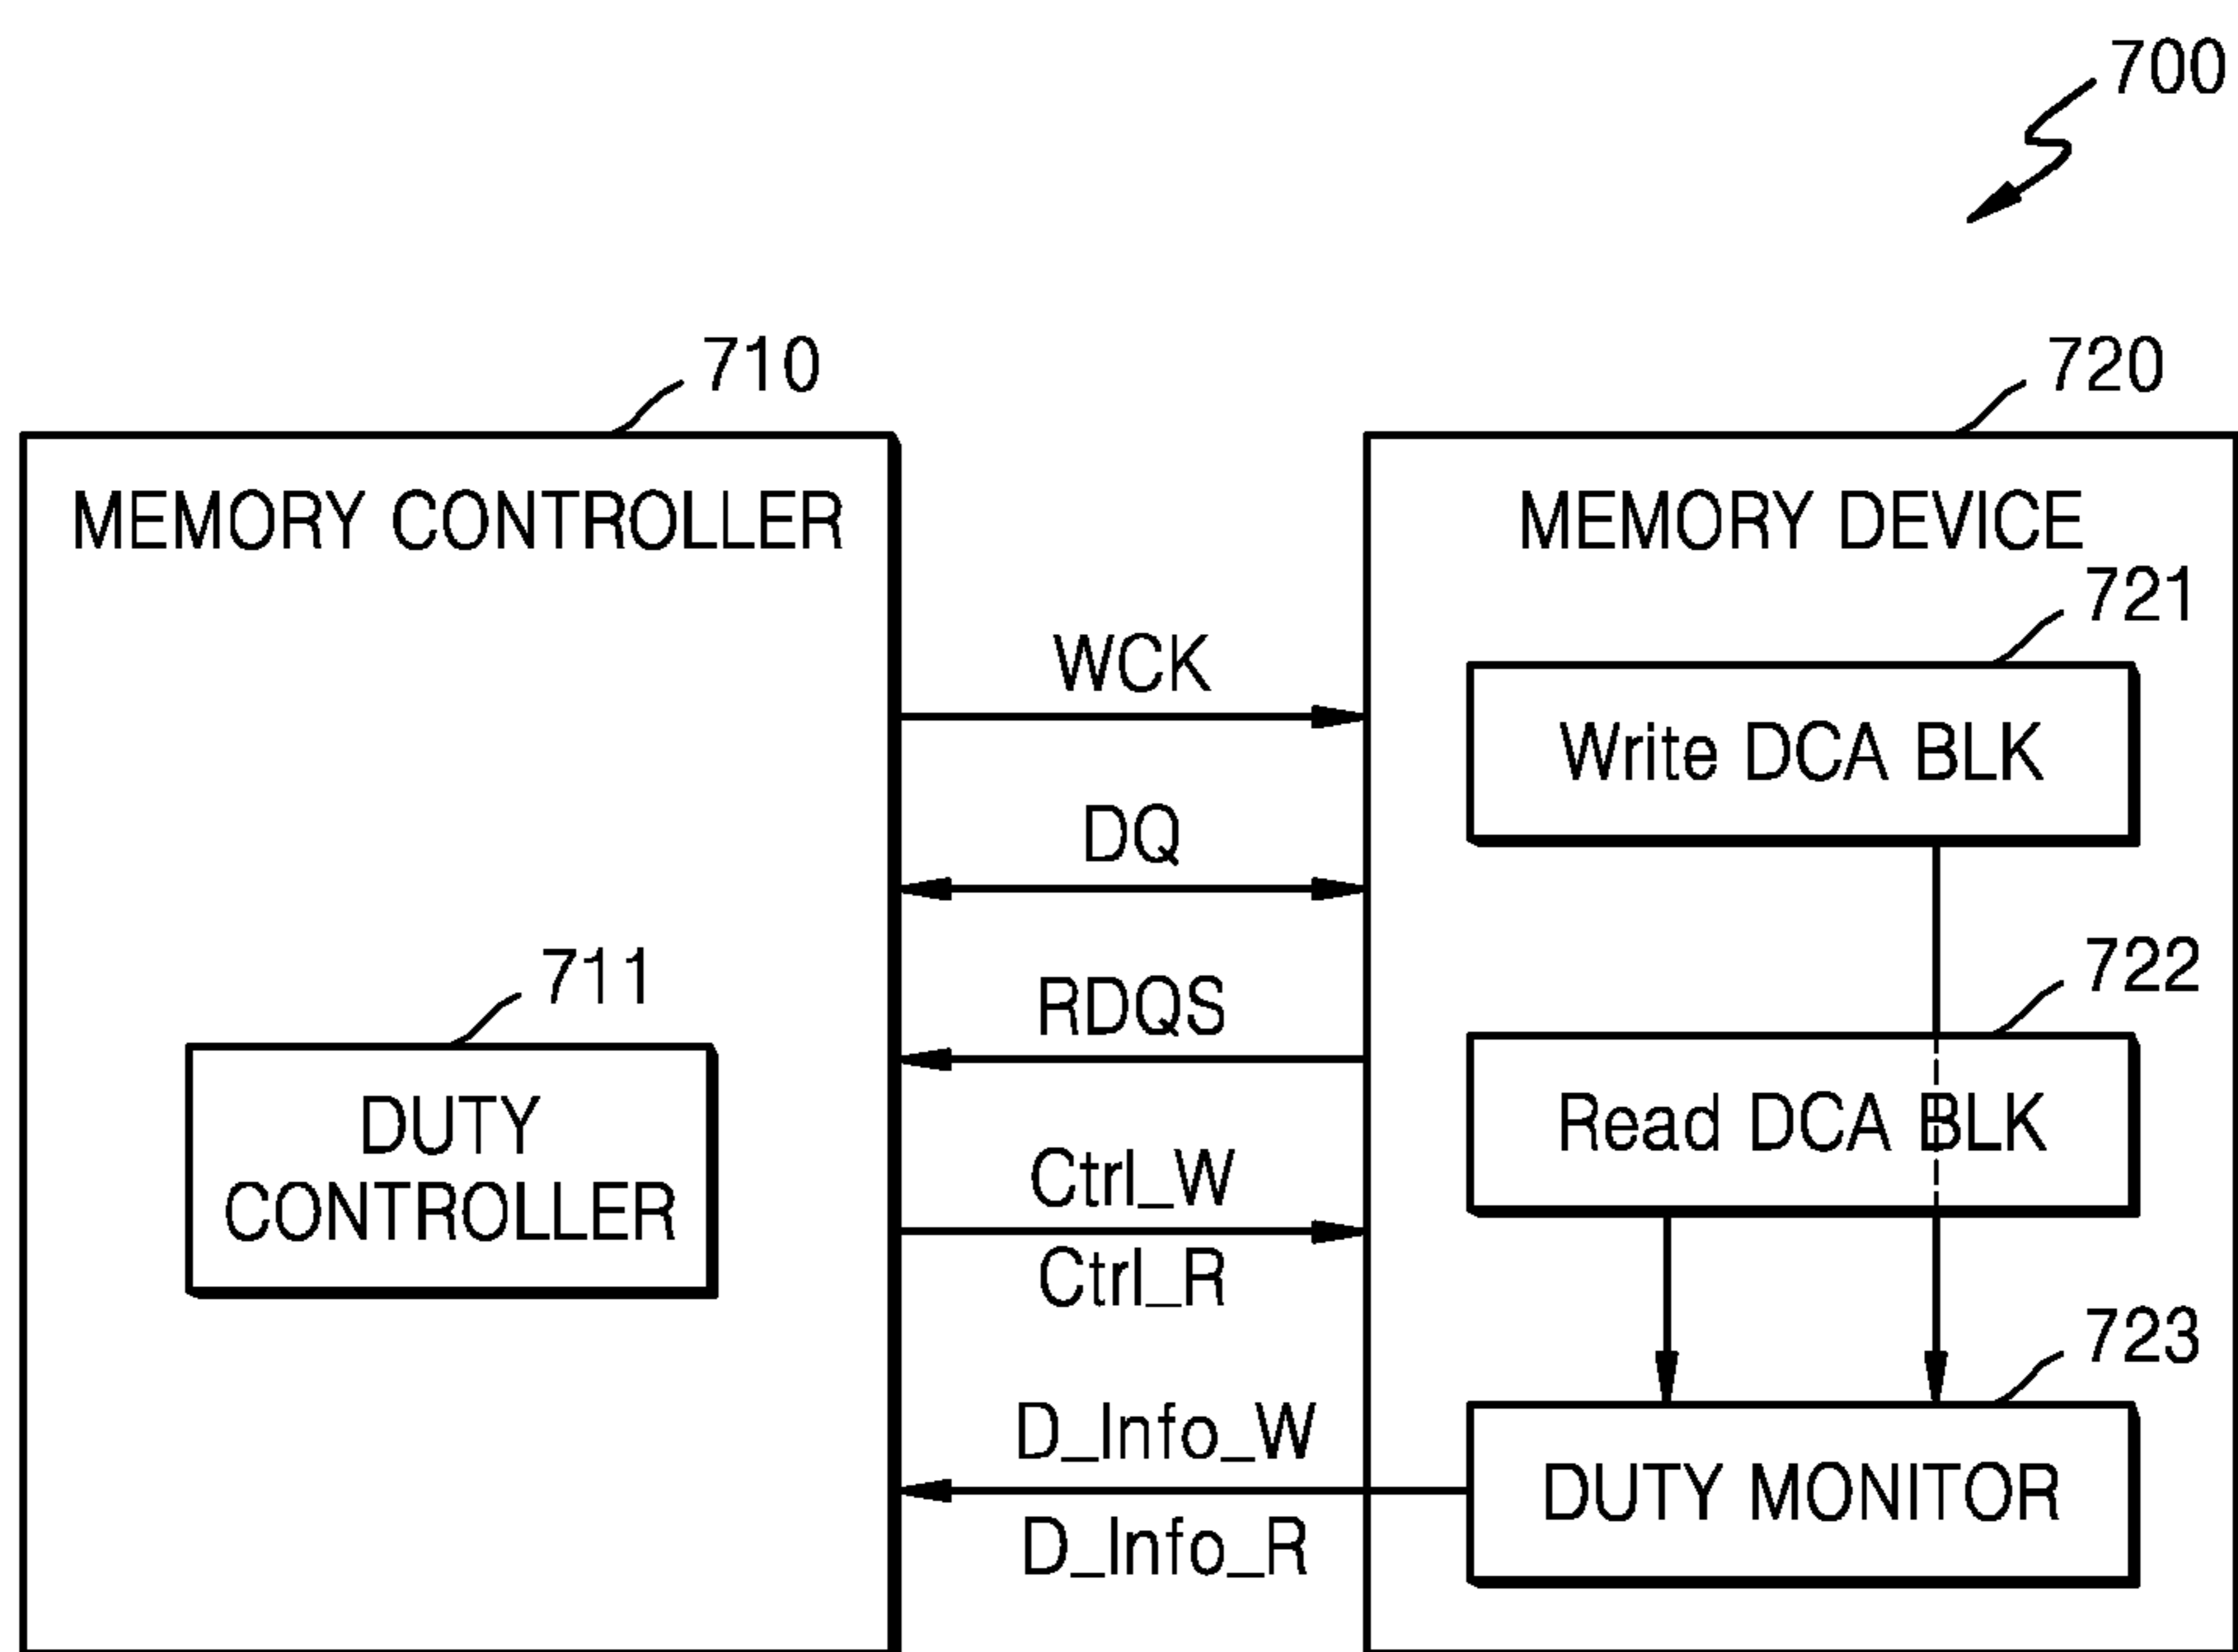 700
710
720
MEMORY CONTROLLER
MEMORY DEVICE
721
WCK
Write DCA BLK
DQ
711
RDQS
722
DUTY
CONTROLLER
Ctrl_W
Read DCA BLK
Ctrl_R
723
D_Info_W
DUTY MONITOR
D_Info_R